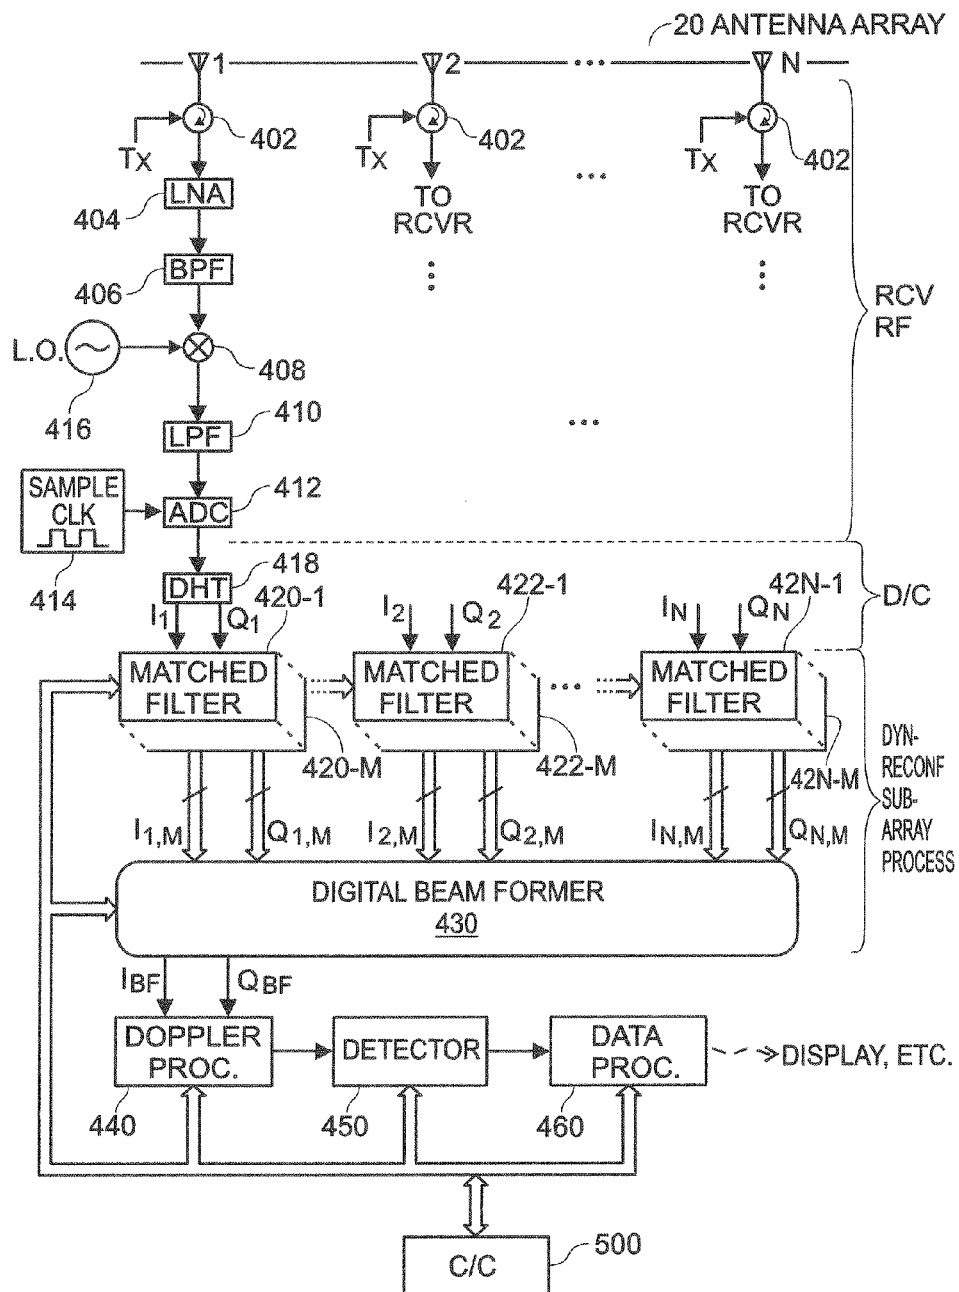 20 ANTENNA ARRAY
1
2
...
N
TX
402
TX
402
TX
402
LNA
404
TO
RCVR
...
TO
RCVR
BPF
406
RCV
RF
L.O.
416
408
LPF
410
...
SAMPLE
CLK
414
ADC
412
DHT
418
D/C
I1
Q1
420-1
I2
Q2
422-1
IN
QN
42N-1
MATCHED
FILTER
MATCHED
FILTER
...
MATCHED
FILTER
420-M
422-M
42N-M
DYN-
RECONF
SUB-
ARRAY
PROCESS
I1,M
Q1,M
I2,M
Q2,M
IN,M
QN,M
DIGITAL BEAM FORMER
430
IBF
QBF
DOPPLER
PROC.
440
DETECTOR
450
DATA
PROC.
460
DISPLAY, ETC.
C/C
500